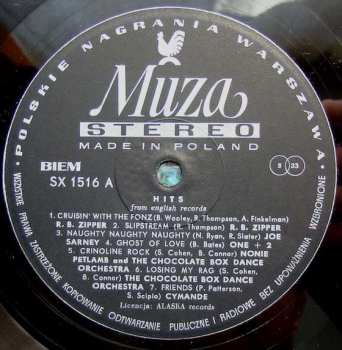 POLSKIE NAGRANIA WARSZAWA
Muza
STEREO
MADE IN POLAND
BIEM
SX 1516 A
S 33
HITS
from english records
1. CRUISIN' WITH THE FONZ (B. Wooley, R. Thompson, A. Finkelman)
R. B. ZIPPER 2. SLIPSTREAM (R. Thompson) R. B. ZIPPER
3. NAUGHTY NAUGHTY NAUGHTY (N. Ryan, R. Slater) JOE
SARNEY 4. GHOST OF LOVE (B. Bates) ONE + 2
5. CRINOLINE ROCK (S. Cohen, B. Connor) NONIE
PETLAMB and THE CHOCOLATE BOX DANCE
ORCHESTRA 6. LOSING MY RAG (S. Cohen,
B. Connor) THE CHOCOLATE BOX DANCE
ORCHESTRA 7. FRIENDS (P. Patterson,
S. Scipio) CYMANDE
Licencja: ALASKA records
WSZYSTKIE PRAWA ZASTRZEŻONE. KOPIOWANIE ODTWARZANIE PUBLICZNE I RADIOWE BEZ UPOWAŻNIENIA WZBRONIONE